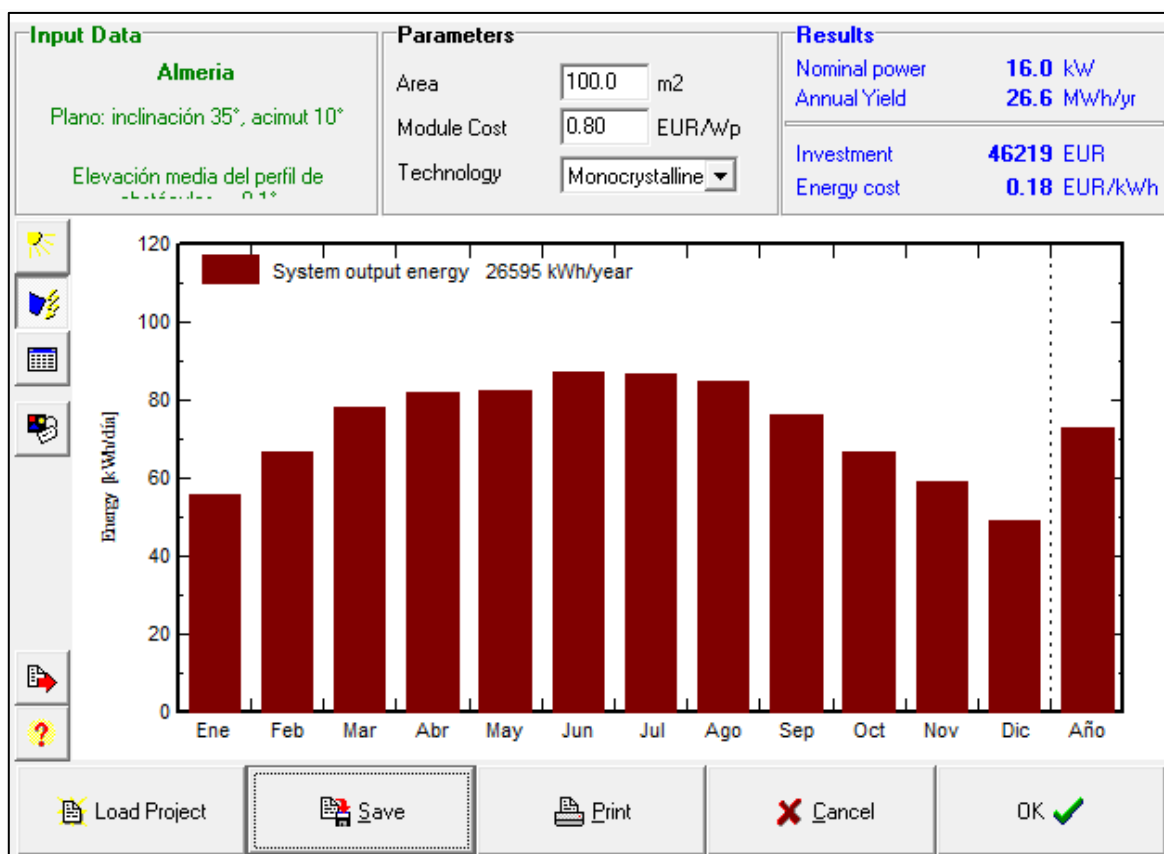 Input Data
Almeria
Plano: inclinación 35°, acimut 10°
Elevación media del perfil de
Parameters
Area 100.0 m2
Module Cost 0.80 EUR/Wp
Technology Monocrystalline
Results
Nominal power 16.0 kW
Annual Yield 26.6 MWh/yr
Investment 46219 EUR
Energy cost 0.18 EUR/kWh
System output energy 26595 kWh/year
Energy [kWh/día]
120
100
80
60
40
20
0
Ene Feb Mar Abr May Jun Jul Ago Sep Oct Nov Dic Año
Load Project Save Print Cancel OK